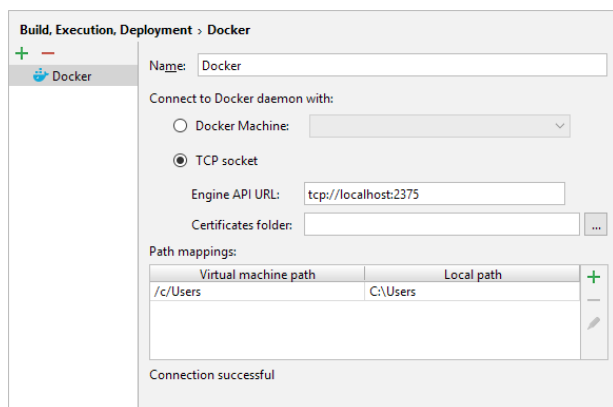 Build, Execution, Deployment › Docker
Docker
Name: Docker
Connect to Docker daemon with:
Docker Machine:
TCP socket
Engine API URL: tcp://localhost:2375
Certificates folder:
...
Path mappings:
Virtual machine path Local path
/c/Users C:\Users
Connection successful